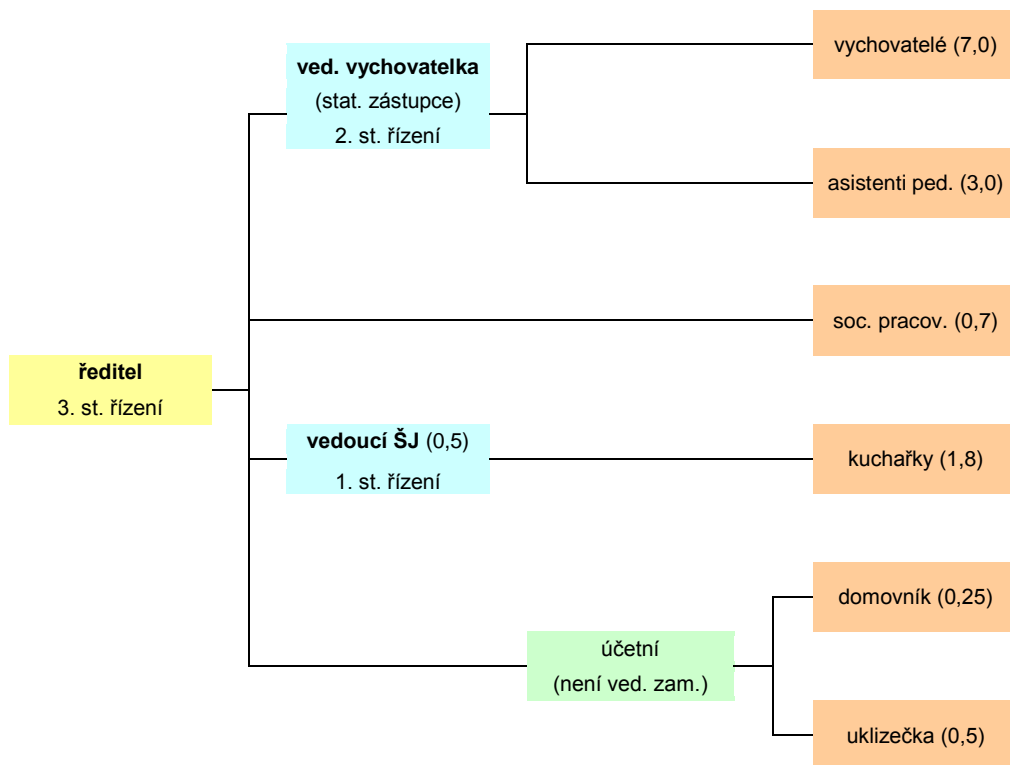 vychovatelé (7,0)
ved. vychovatelka
(stat. zástupce)
2. st. řízení
asistenti ped. (3,0)
soc. pracov. (0,7)
ředitel
3. st. řízení
vedoucí ŠJ (0,5)
1. st. řízení
kuchařky (1,8)
domovník (0,25)
účetní
(není ved. zam.)
uklizečka (0,5)